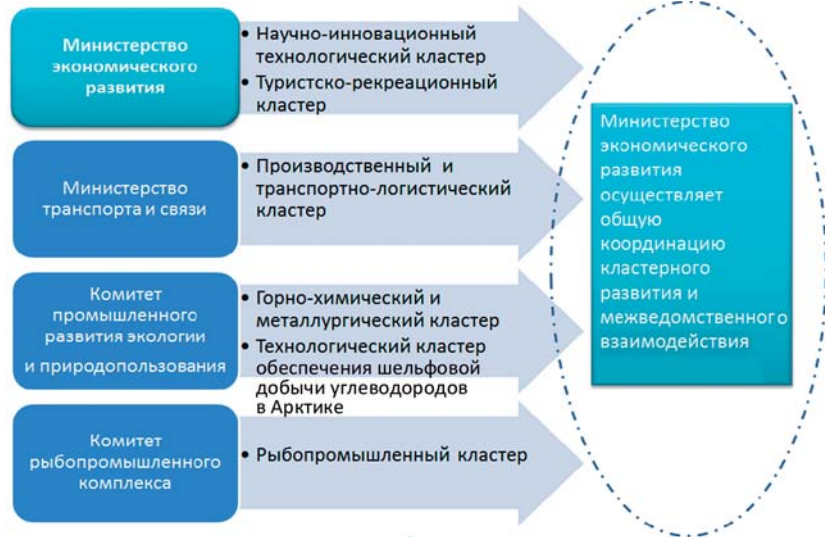 Министерство
экономического
развития
• Научно-инновационный
технологический кластер
• Туристско-рекреационный
кластер
Министерство
транспорта и связи
• Производственный и
транспортно-логистический
кластер
Комитет
промышленного
развития экологии
и природопользования
• Горно-химический и
металлургический кластер
• Технологический кластер
обеспечения шельфовой
добычи углеводородов
в Арктике
Комитет
рыбопромышленного
комплекса
• Рыбопромышленный кластер
Министерство
экономического
развития
осуществляет
общую
координацию
кластерного
развития и
межведомственного
взаимодействия